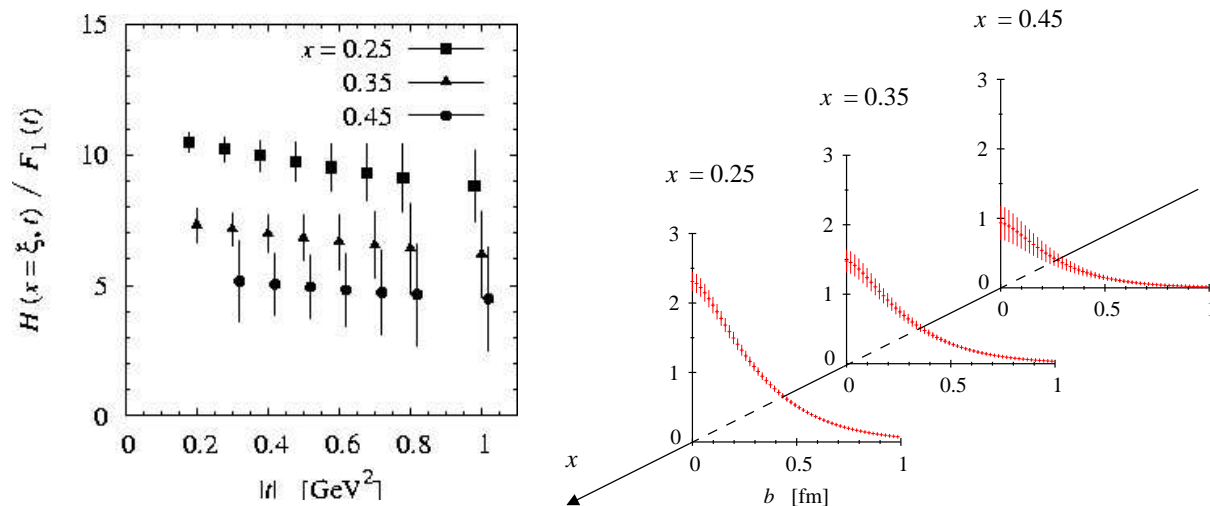 15
10
5
0
H (x = ξ, t) / F₁ (t)
x = 0.25
0.35
0.45
0 0.2 0.4 0.6 0.8 1
|t| [GeV²]
x = 0.45
3
2
1
0
0 0.5 1
x = 0.35
3
2
1
0
0 0.5 1
x = 0.25
3
2
1
0
0 0.5 1
b [fm]
x